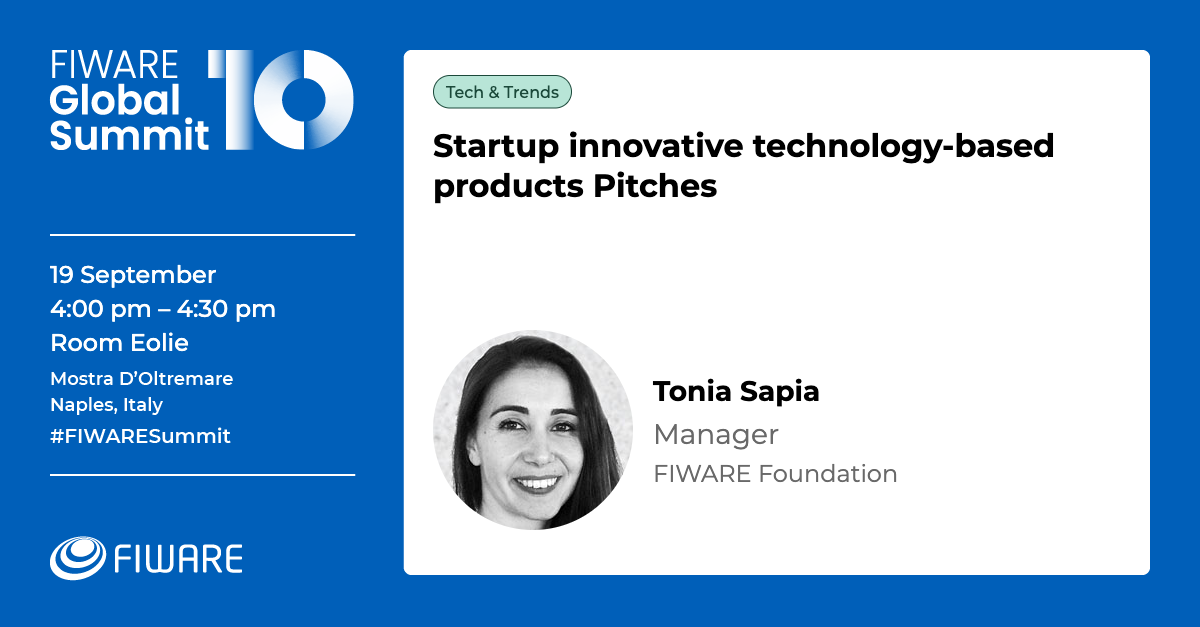 FIWARE
Global
Summit
10
19 September
4:00 pm – 4:30 pm
Room Eolie
Mostra D’Oltremare
Naples, Italy
#FIWARESummit
FIWARE
Tech & Trends
Startup innovative technology-based
products Pitches
Tonia Sapia
Manager
FIWARE Foundation